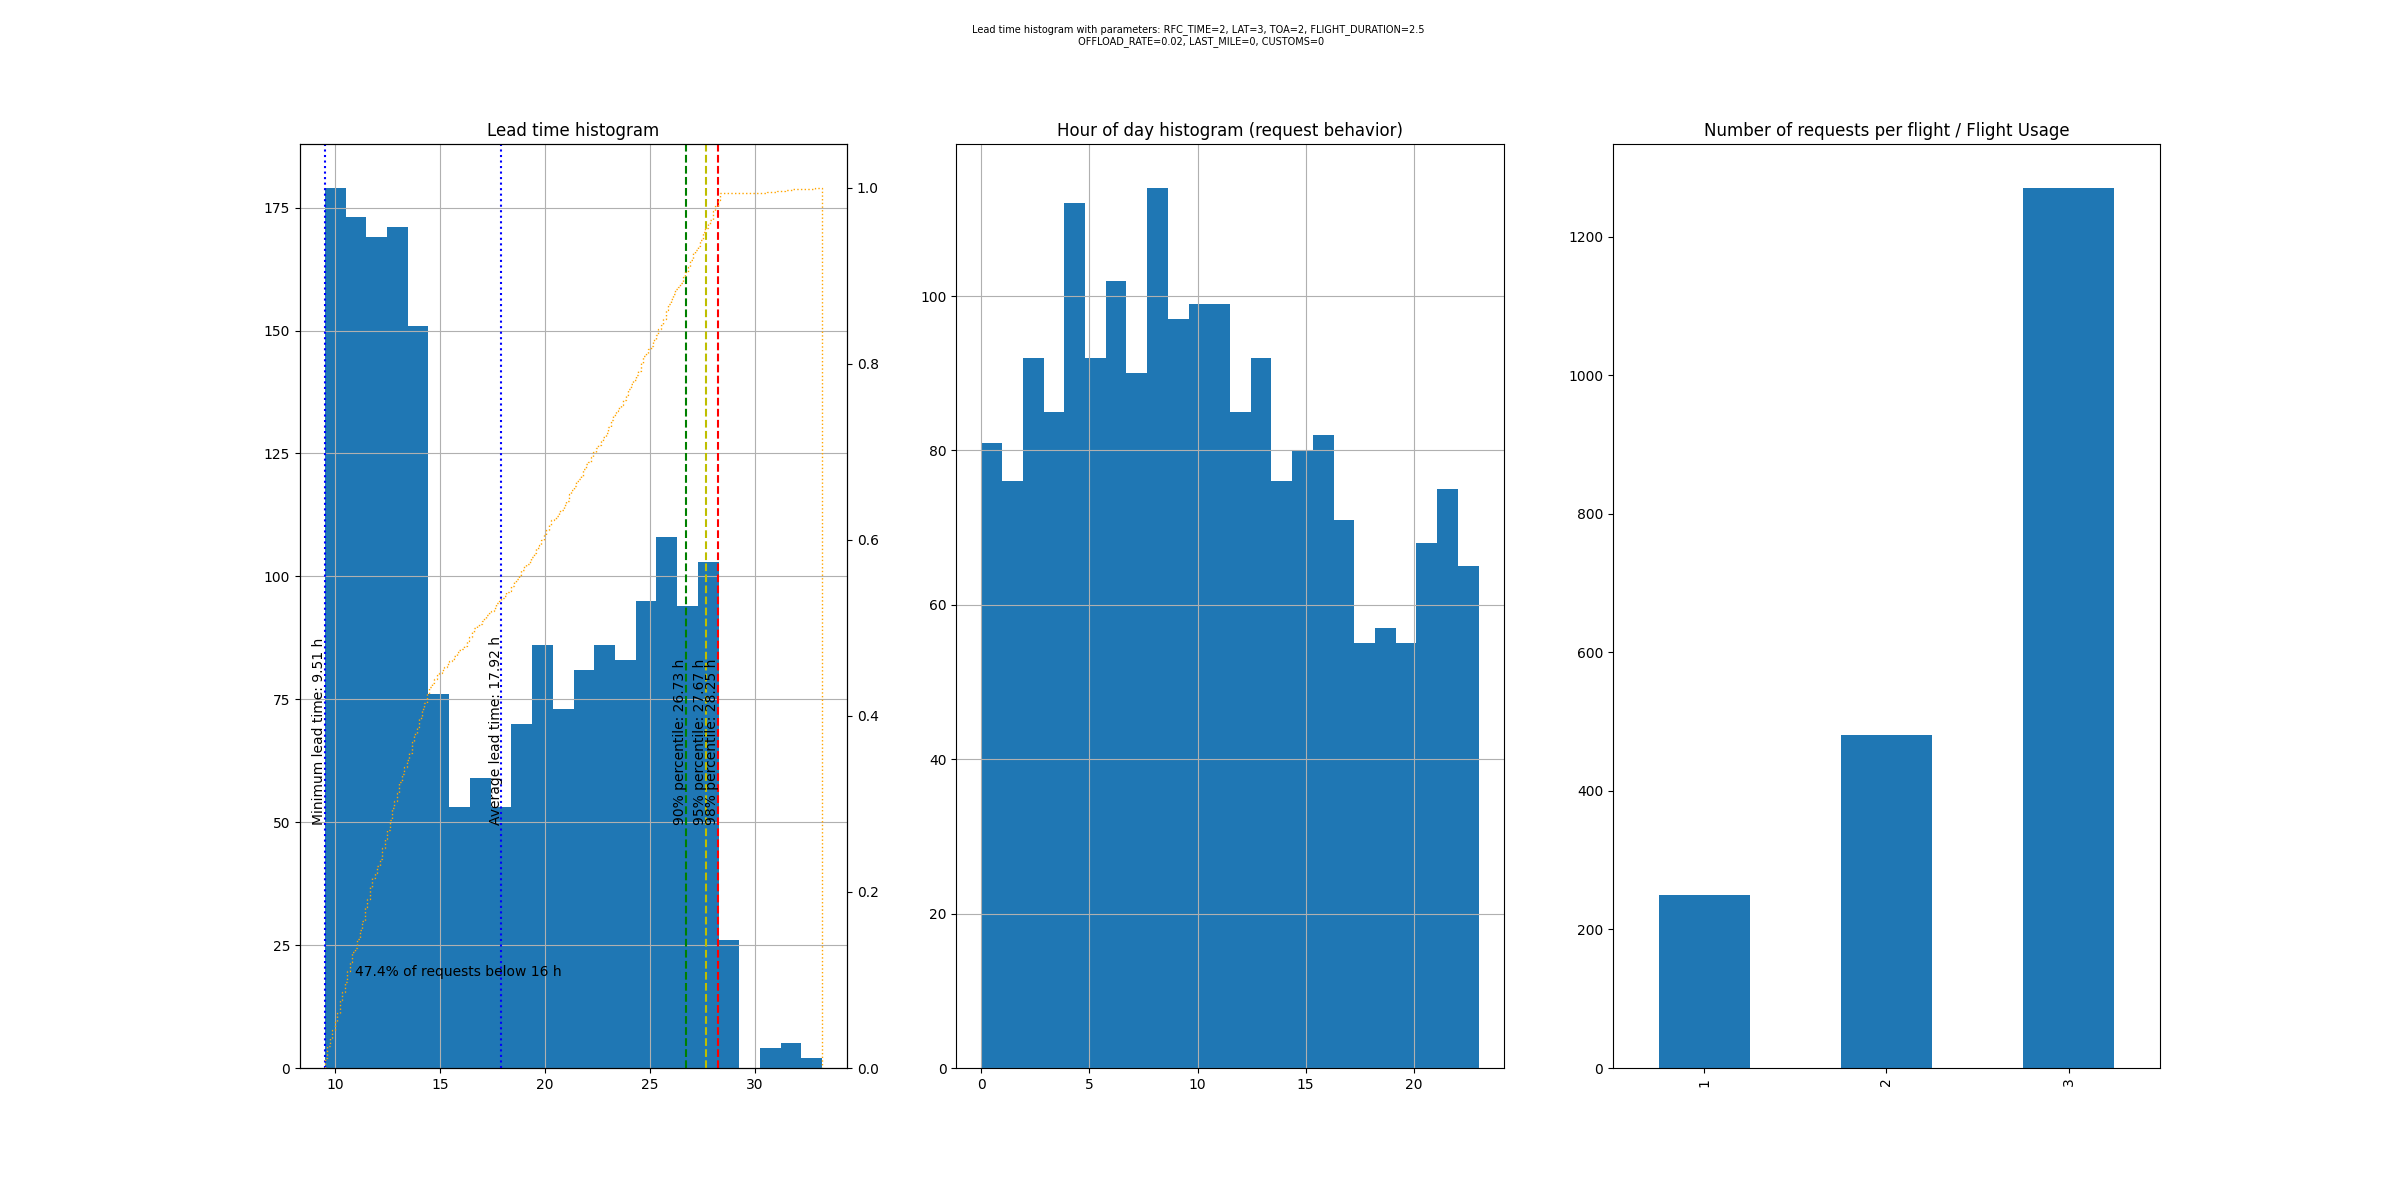 Lead time histogram with parameters: RFC_TIME=2, LAT=3, TOA=2, FLIGHT_DURATION=2.5
OFFLOAD_RATE=0.02, LAST_MILE=0, CUSTOMS=0
Lead time histogram
175
150
125
100
75
50
25
0
1.0
0.8
0.6
0.4
0.2
0.0
Minimum lead time: 9.51 h
Average lead time: 17.92 h
90% percentile: 26.73 h
95% percentile: 27.67 h
98% percentile: 28.25 h
47.4% of requests below 16 h
10 15 20 25 30
Hour of day histogram (request behavior)
100
80
60
40
20
0
0 5 10 15 20
Number of requests per flight / Flight Usage
1200
1000
800
600
400
200
0
1 2 3